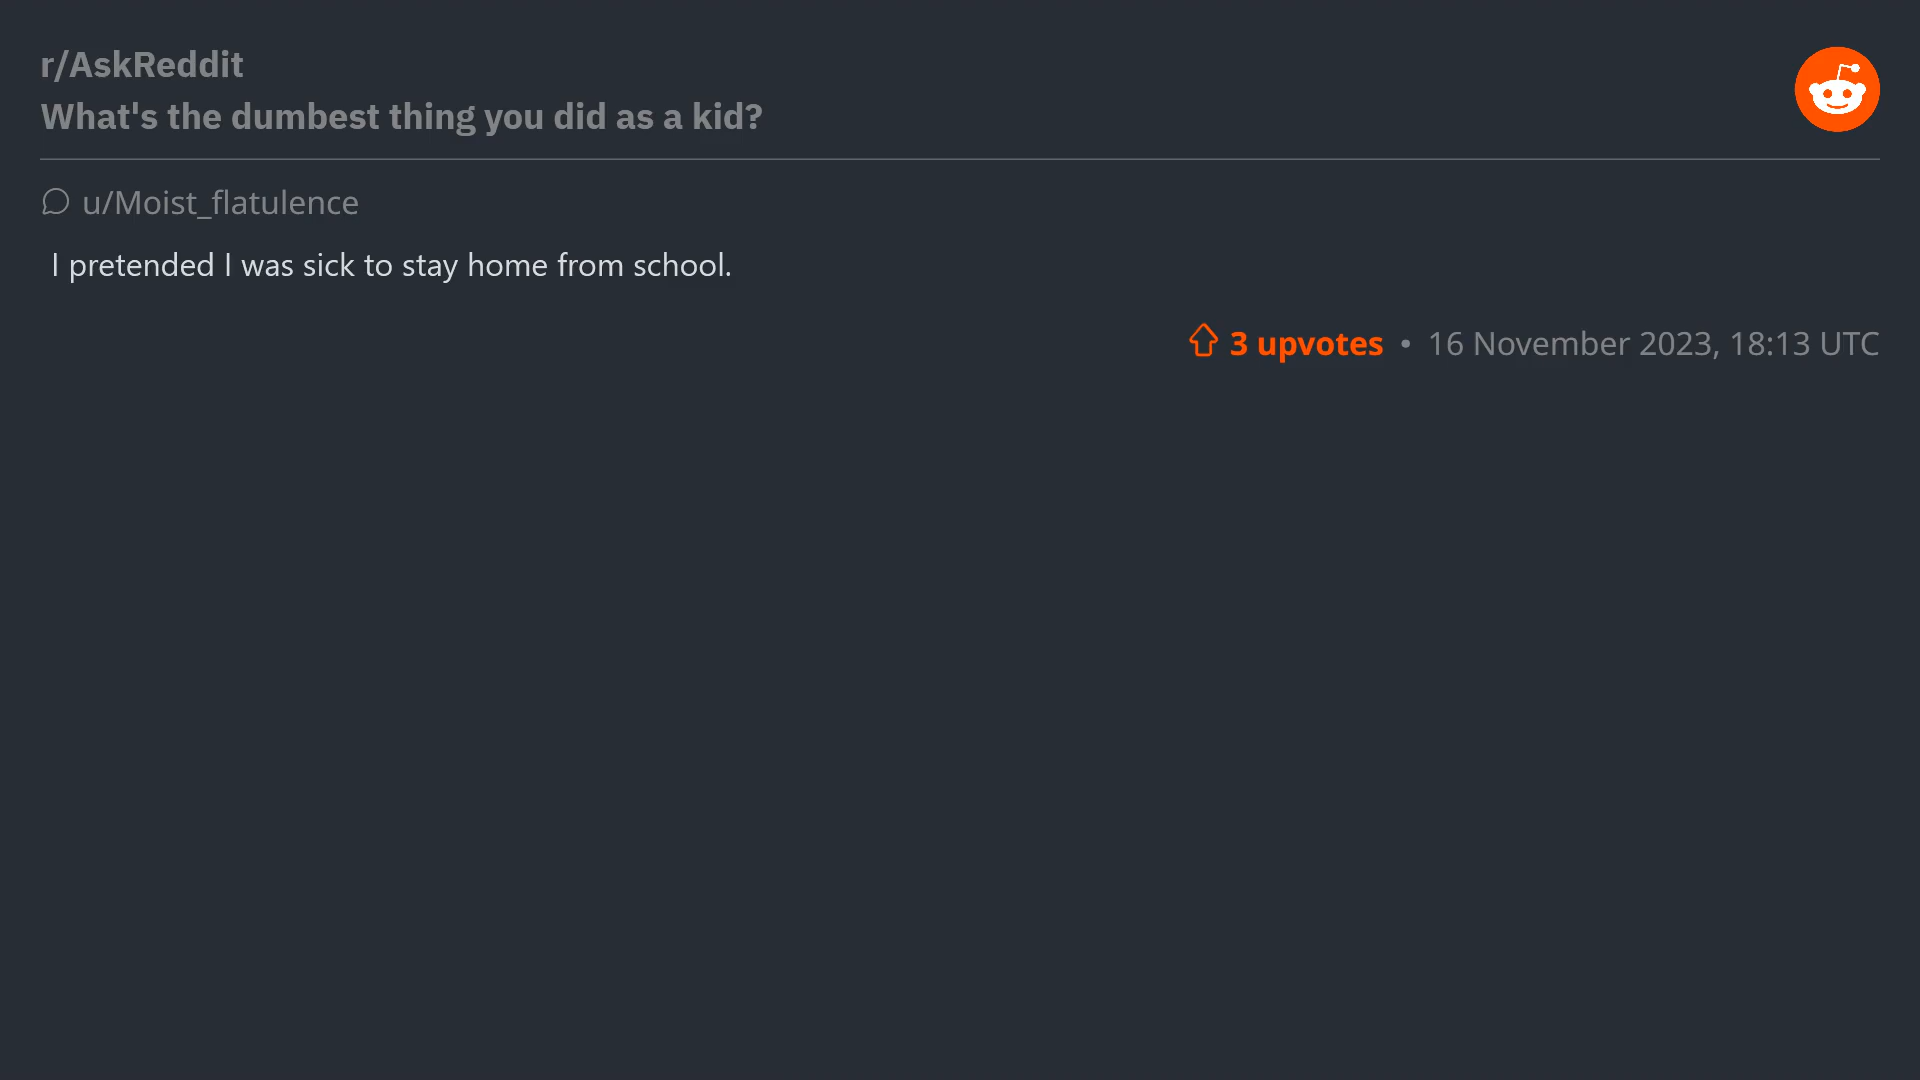 r/AskReddit
What's the dumbest thing you did as a kid?
u/Moist_flatulence
I pretended I was sick to stay home from school.
3 upvotes • 16 November 2023, 18:13 UTC